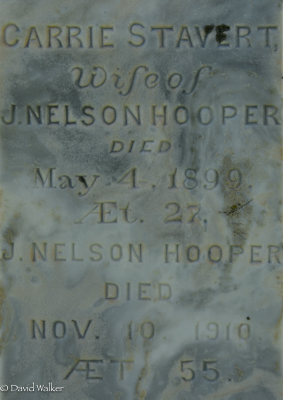 CARRIE STAVERT,
Wife of
J. NELSON HOOPER
DIED
May 4, 1899.
Æt. 27.
J. NELSON HOOPER
DIED
NOV. 10. 1910
ÆT. 55.
© David Walker